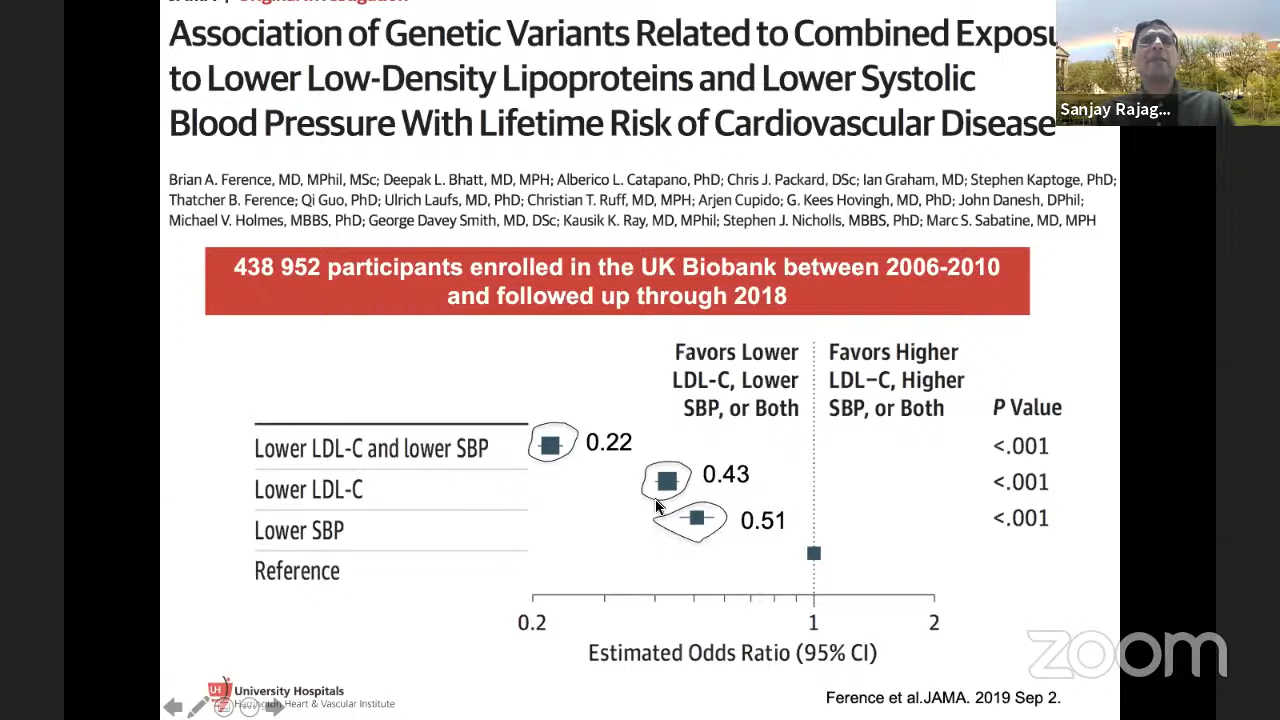 Association of Genetic Variants Related to Combined Exposu
to Lower Low-Density Lipoproteins and Lower Systolic
Blood Pressure With Lifetime Risk of Cardiovascular Disease
Sanjay Rajag...
Brian A. Ference, MD, MPhil, MSc; Deepak L. Bhatt, MD, MPH; Alberico L. Catapano, PhD; Chris J. Packard, DSc; Ian Graham, MD; Stephen Kaptoge, PhD;
Thatcher B. Ference; Qi Guo, PhD; Ulrich Laufs, MD, PhD; Christian T. Ruff, MD, MPH; Arjen Cupido; G. Kees Hovingh, MD, PhD; John Danesh, DPhil;
Michael V. Holmes, MBBS, PhD; George Davey Smith, MD, DSc; Kausik K. Ray, MD, MPhil; Stephen J. Nicholls, MBBS, PhD; Marc S. Sabatine, MD, MPH
438 952 participants enrolled in the UK Biobank between 2006-2010
and followed up through 2018
Favors Lower
LDL-C, Lower
SBP, or Both
Favors Higher
LDL–C, Higher
SBP, or Both
P Value
Lower LDL-C and lower SBP 0.22 <.001
Lower LDL-C 0.43 <.001
Lower SBP 0.51 <.001
Reference
0.2 1 2
Estimated Odds Ratio (95% CI)
zoom
UH University Hospitals
Harrington Heart & Vascular Institute
Ference et al.JAMA. 2019 Sep 2.